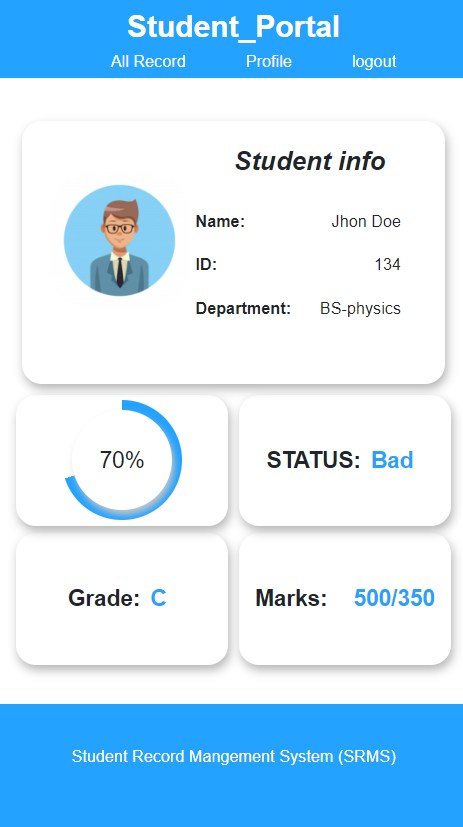 Student_Portal
All Record Profile logout
Student info
Name: Jhon Doe
ID: 134
Department: BS-physics
70%
STATUS: Bad
Grade: C
Marks: 500/350
Student Record Mangement System (SRMS)